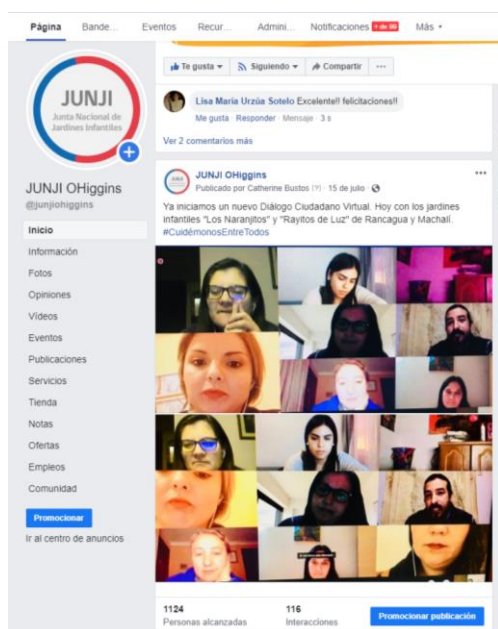 Página Bande... Eventos Recur... Admini... Notificaciones + de 99 Más
Te gusta Siguiendo Compartir ...
JUNJI
Junta Nacional de
Jardines Infantiles
JUNJI OHiggins
@junjiohiggins
Inicio
Información
Fotos
Opiniones
Vídeos
Eventos
Publicaciones
Servicios
Tienda
Notas
Ofertas
Empleos
Comunidad
Promocionar
Ir al centro de anuncios
Lisa Maria Urzúa Sotelo Excelente!! felicitaciones!!
Me gusta · Responder · Mensaje · 3 s
Ver 2 comentarios más
JUNJI OHiggins
Publicado por Catherine Bustos [?] · 15 de julio ·
Ya iniciamos un nuevo Diálogo Ciudadano Virtual. Hoy con los jardines
infantiles "Los Naranjitos" y "Rayitos de Luz" de Rancagua y Machalí.
#CuidémonosEntreTodos
1124
Personas alcanzadas
116
Interacciones
Promocionar publicación